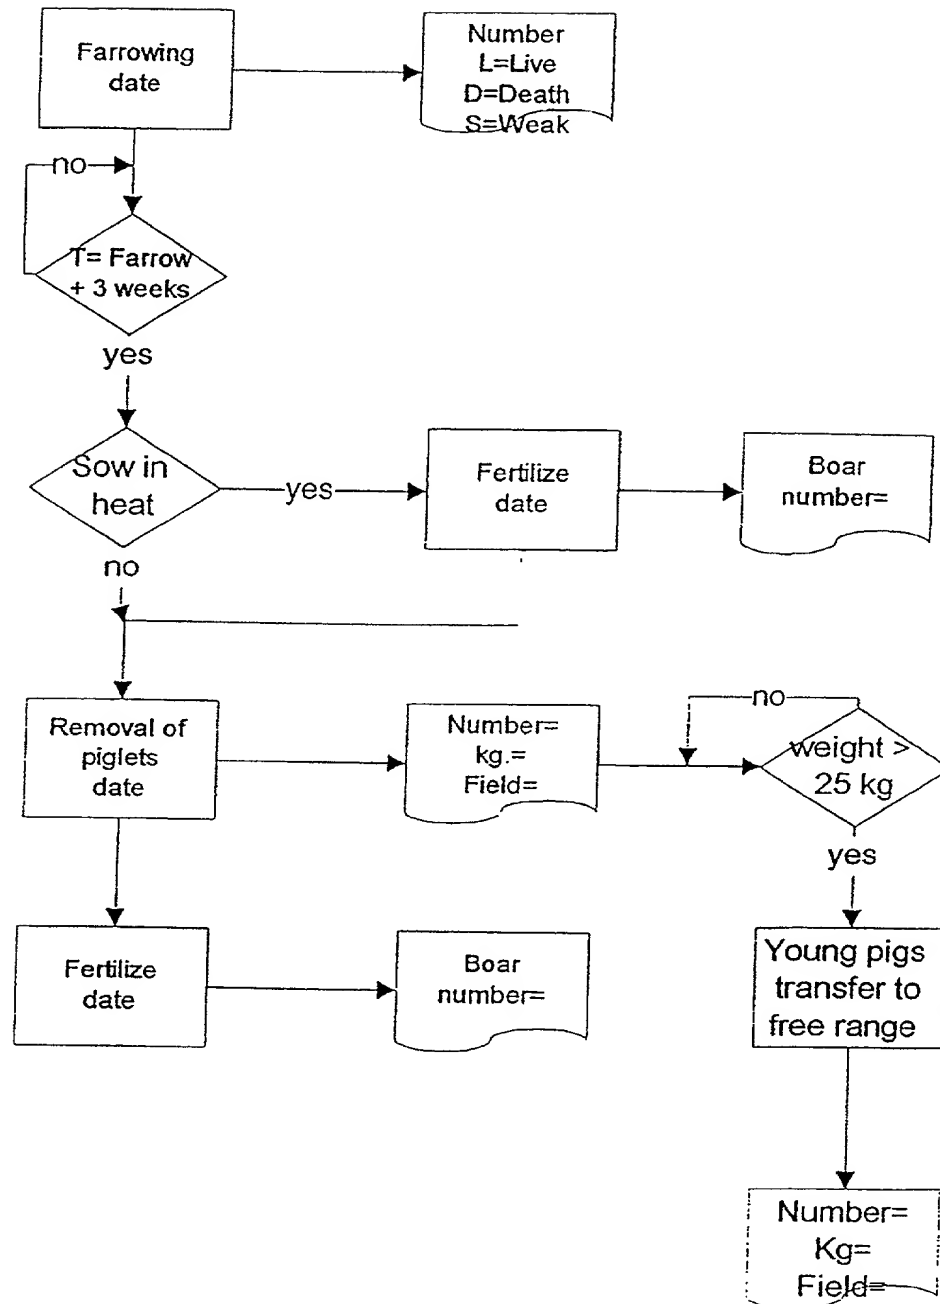 Farrowing
date
Number
L=Live
D=Death
S=Weak
no
T= Farrow
+ 3 weeks
yes
Sow in
heat
yes
Fertilize
date
Boar
number=
no
Removal of
piglets
date
Number=
kg.=
Field=
no
weight >
25 kg
yes
Fertilize
date
Boar
number=
Young pigs
transfer to
free range
Number=
Kg=
Field=